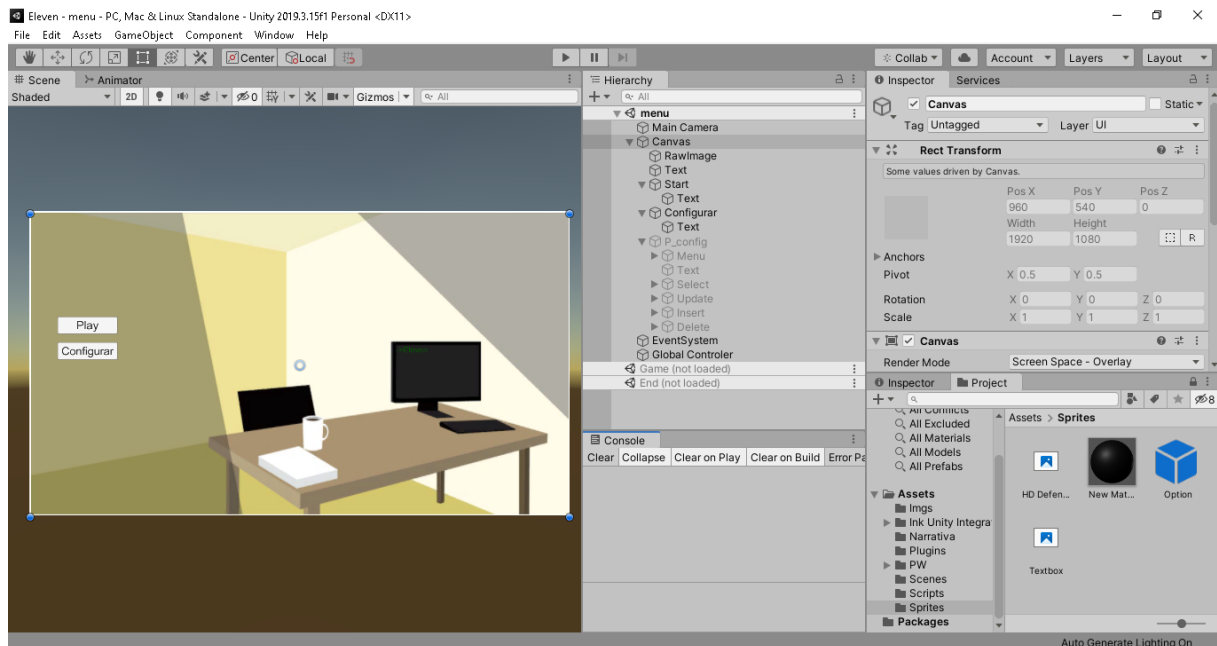 Eleven - menu - PC, Mac & Linux Standalone - Unity 2019.3.15f1 Personal <DX11>
File Edit Assets GameObject Component Window Help
Center Local Collab Account Layers Layout
Scene Animator
Shaded 2D 0 Gizmos All
Play
Configurar
Hierarchy
All
menu
Main Camera
Canvas
RawImage
Text
Start
Text
Configurar
Text
P_config
Menu
Text
Select
Update
Insert
Delete
EventSystem
Global Controler
Game (not loaded)
End (not loaded)
Console
Clear Collapse Clear on Play Clear on Build Error Pa
Inspector Services
Canvas Static
Tag Untagged Layer UI
Rect Transform
Some values driven by Canvas.
Pos X Pos Y Pos Z
960 540 0
Width Height
1920 1080 R
Anchors
Pivot X 0.5 Y 0.5
Rotation X 0 Y 0 Z 0
Scale X 1 Y 1 Z 1
Canvas
Render Mode Screen Space - Overlay
Inspector Project
8
All Conflicts
All Excluded
All Materials
All Models
All Prefabs
Assets
Imgs
Ink Unity Integra
Narrativa
Plugins
PW
Scenes
Scripts
Sprites
Packages
Assets > Sprites
HD Defen... New Mat... Option
Textbox
Auto Generate Lighting On